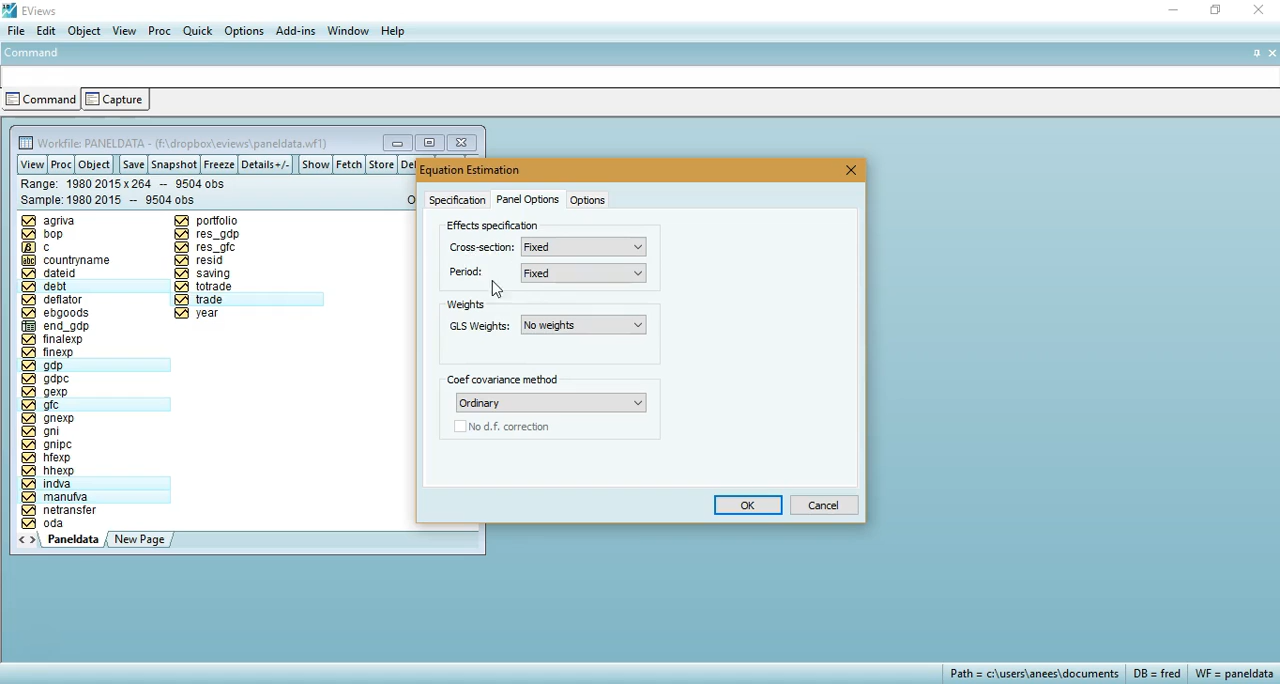 EViews
File Edit Object View Proc Quick Options Add-ins Window Help
Command
Command Capture
Workfile: PANELDATA - (f:\dropbox\eviews\paneldata.wf1)
View Proc Object Save Snapshot Freeze Details+/- Show Fetch Store Del
Range: 1980 2015 x 264 -- 9504 obs
Sample: 1980 2015 -- 9504 obs
agriva
bop
c
countryname
dateid
debt
deflator
ebgoods
end_gdp
finalexp
finexp
gdp
gdpc
gexp
gfc
gnexp
gni
gnipc
hfexp
hhexp
indva
manufva
netransfer
oda
portfolio
res_gdp
res_gfc
resid
saving
totrade
trade
year
Paneldata New Page
Equation Estimation
Specification Panel Options Options
Effects specification
Cross-section: Fixed
Period: Fixed
Weights
GLS Weights: No weights
Coef covariance method
Ordinary
No d.f. correction
OK Cancel
Path = c:\users\anees\documents DB = fred WF = paneldata